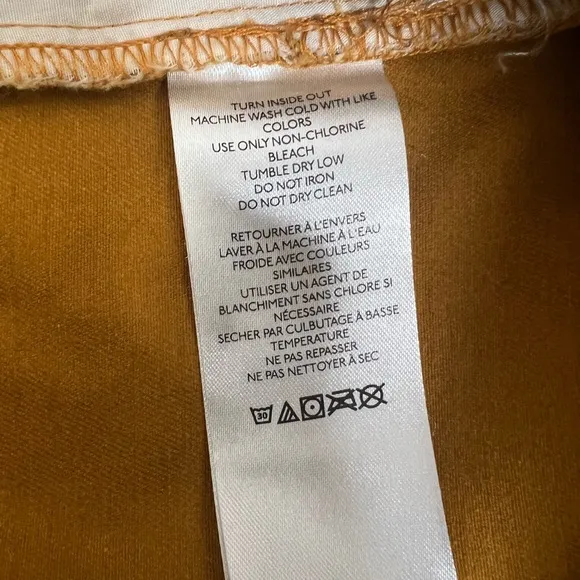 TURN INSIDE OUT
MACHINE WASH COLD WITH LIKE
COLORS
USE ONLY NON-CHLORINE
BLEACH
TUMBLE DRY LOW
DO NOT IRON
DO NOT DRY CLEAN
RETOURNER À L'ENVERS
LAVER À LA MACHINE À L'EAU
FROIDE AVEC COULEURS
SIMILAIRES
UTILISER UN AGENT DE
BLANCHIMENT SANS CHLORE SI
NÉCESSAIRE
SECHER PAR CULBUTAGE À BASSE
TEMPERATURE
NE PAS REPASSER
NE PAS NETTOYER À SEC
30